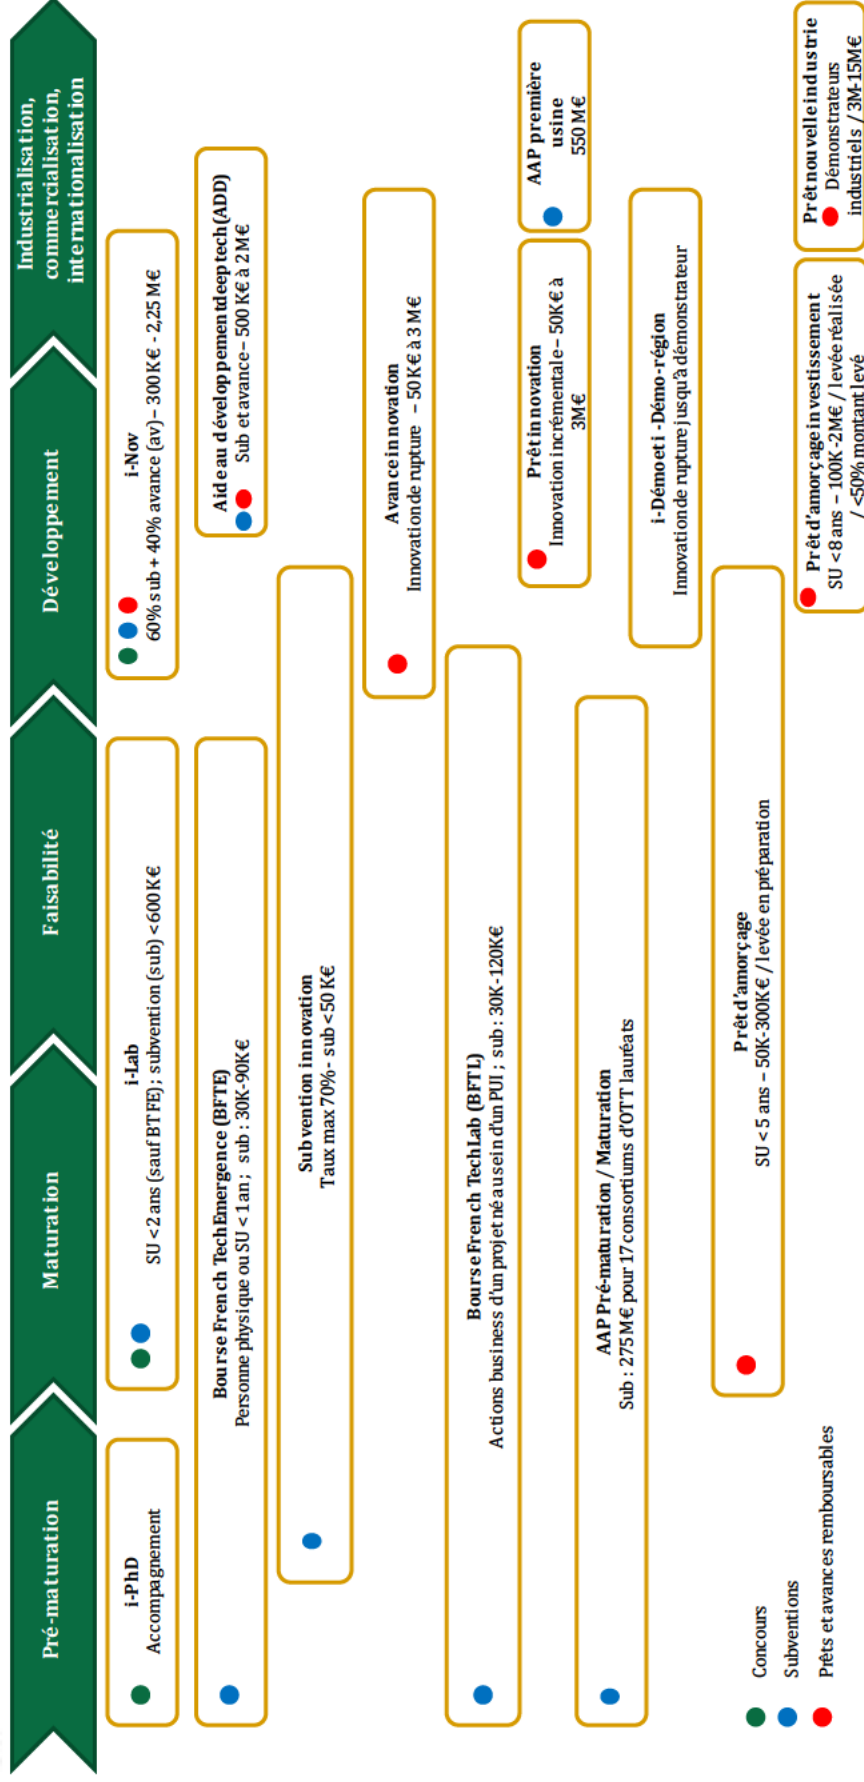 Pré-maturation
Maturation
Faisabilité
Développement
Industrialisation,
commercialisation,
internationalisation
i-PhD
Accompagnement
i-Lab
SU < 2 ans (sauf BTFE) ; subvention (sub) < 600 K€
i-Nov
60% sub + 40% avance (av) – 300 K€ - 2,25 M€
Bourse French Tech Emergence (BFTE)
Personne physique ou SU < 1 an ; sub : 30K-90K€
Aide au développement deeptech (ADD)
Sub et avance – 500 K€ à 2 M€
Subvention innovation
Taux max 70% - sub < 50 K€
Avance innovation
Innovation de rupture – 50 K€ à 3 M€
Bourse French Tech Lab (BFTL)
Actions business d'un projet né au sein d'un PUI ; sub : 30K-120K€
Prêt innovation
Innovation incrémentale – 50K€ à
3M€
AAP première
usine
550 M€
AAP Pré-maturation / Maturation
Sub : 275 M€ pour 17 consortiums d'OTT lauréats
i-Démo et i-Démo-région
Innovation de rupture jusqu'à démonstrateur
Prêt d'amorçage
SU < 5 ans – 50K-300K€ / levée en préparation
Prêt d'amorçage investissement
SU < 8 ans – 100K-2M€ / levée réalisée
/ <50% montant levé
Prêt nouvelle industrie
Démonstrateurs
industriels / 3M-15M€
Concours
Subventions
Prêts et avances remboursables